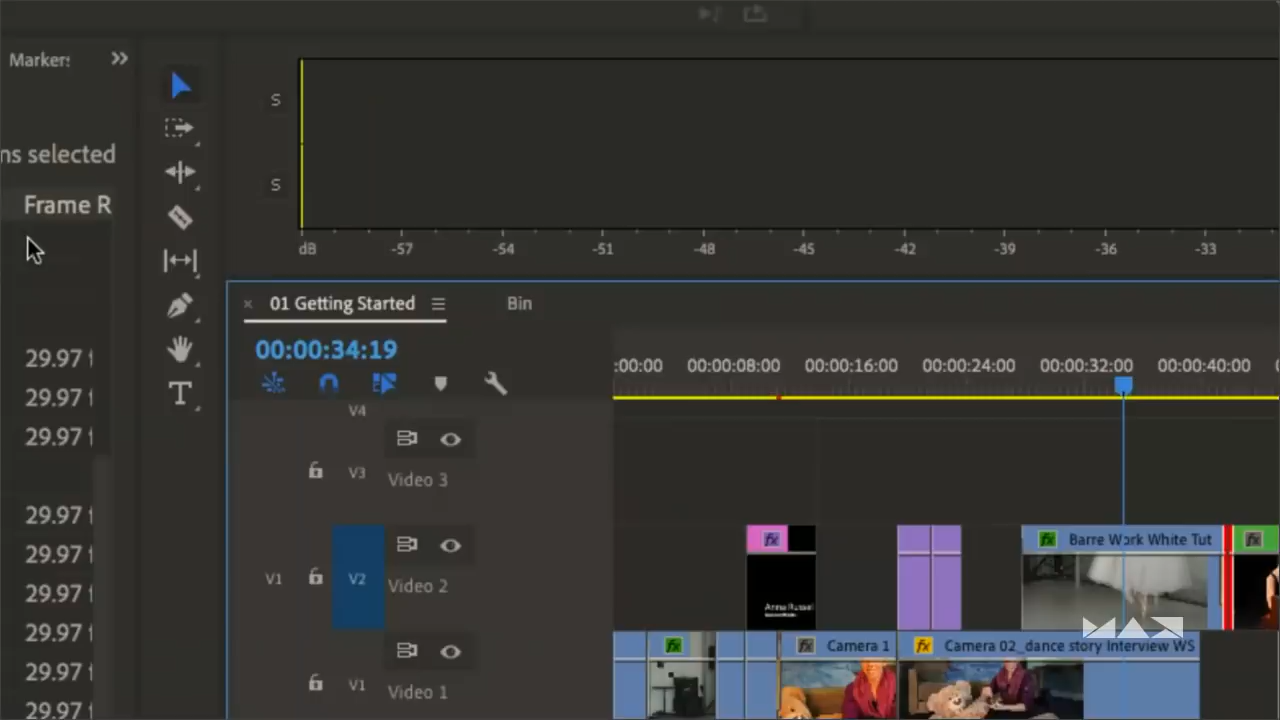 Marker:
ns selected
Frame R
29.97 f
29.97 f
29.97 f
29.97 f
29.97 f
29.97 f
29.97 f
29.97 f
29.97
S
S
dB -57 -54 -51 -48 -45 -42 -39 -36 -33
× 01 Getting Started Bin
00:00:34:19
:00:00 00:00:08:00 00:00:16:00 00:00:24:00 00:00:32:00 00:00:40:00
V4
V3 Video 3
fx fx Barre Work White Tut fx
V1 V2 Video 2
Anna Russel
MAX
fx fx Camera 1 fx Camera 02_dance story Interview WS
V1 Video 1
T